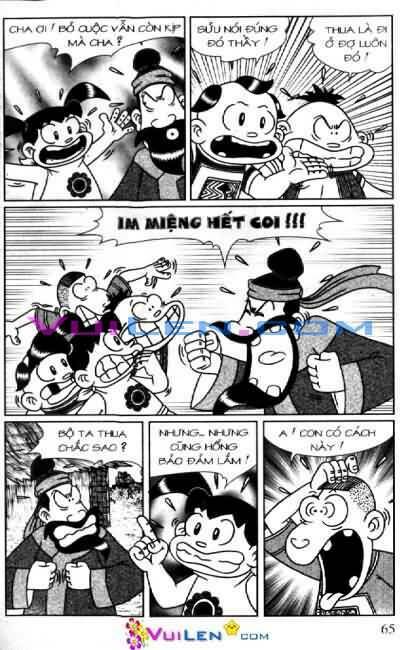 CHA ƠI! BỎ CUỘC VẪN CÒN KỊP
MÀ CHA?
SỬU NÓI ĐÚNG
ĐÓ THẦY!
THUA LÀ ĐI
Ở ĐỢ LUÔN
ĐÓ!
IM MIỆNG HẾT COI!!!
VUILEN.COM
BỘ TA THUA
CHẮC SAO?
NHƯNG... NHƯNG
CŨNG HỔNG
BẢO ĐẢM LẮM!
A! CON CÓ CÁCH
NÀY!
65
VUILEN.COM